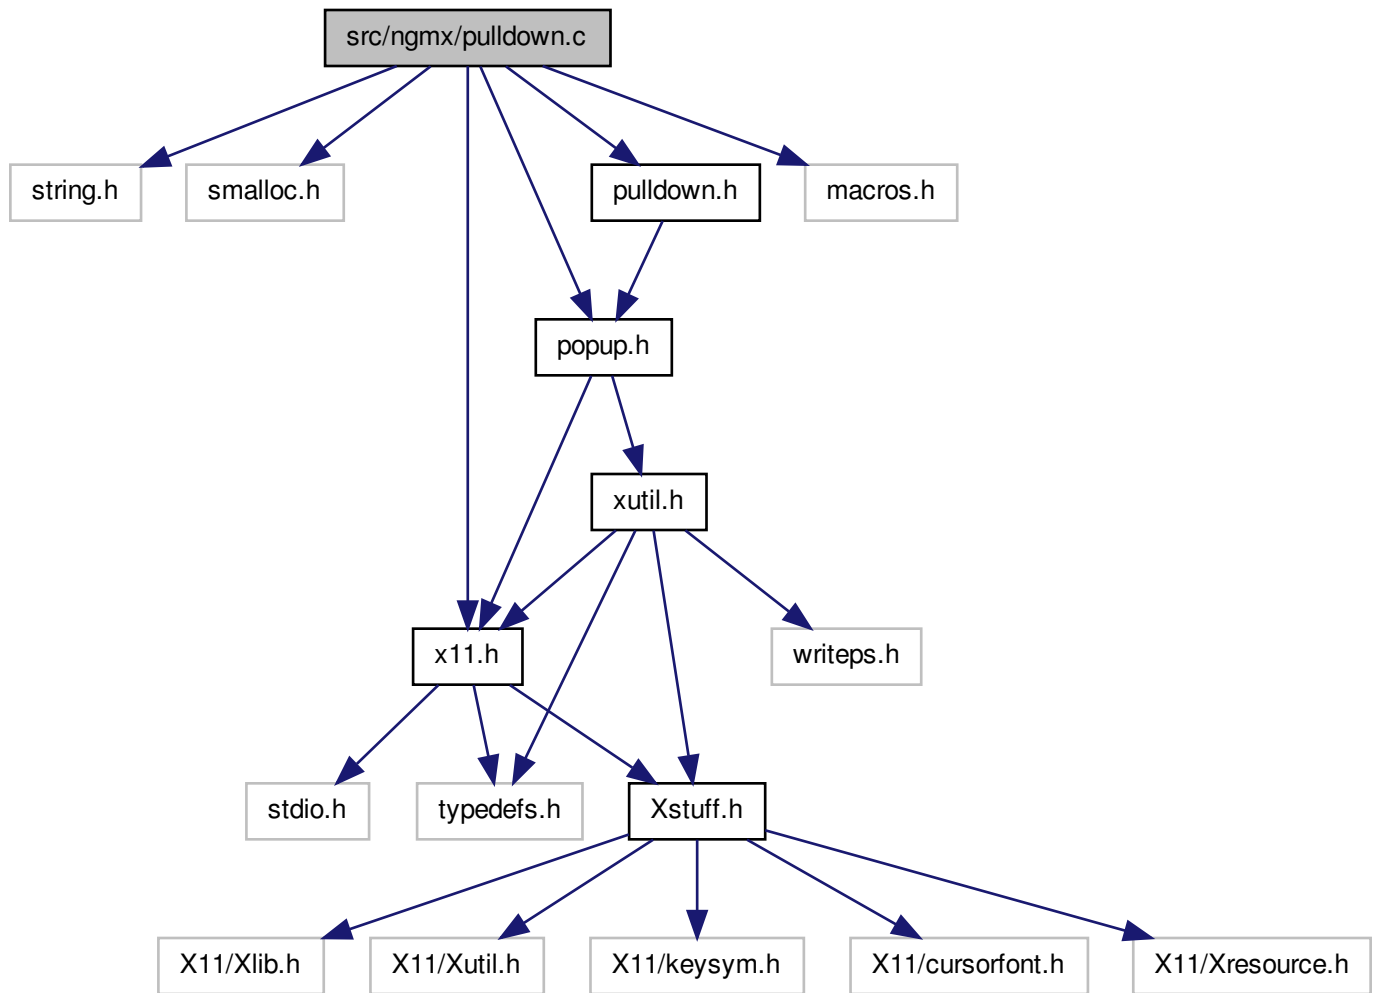 src/ngmx/pulldown.c
string.h
smalloc.h
pulldown.h
macros.h
popup.h
xutil.h
x11.h
writeps.h
stdio.h
typedefs.h
Xstuff.h
X11/Xlib.h
X11/Xutil.h
X11/keysym.h
X11/cursorfont.h
X11/Xresource.h